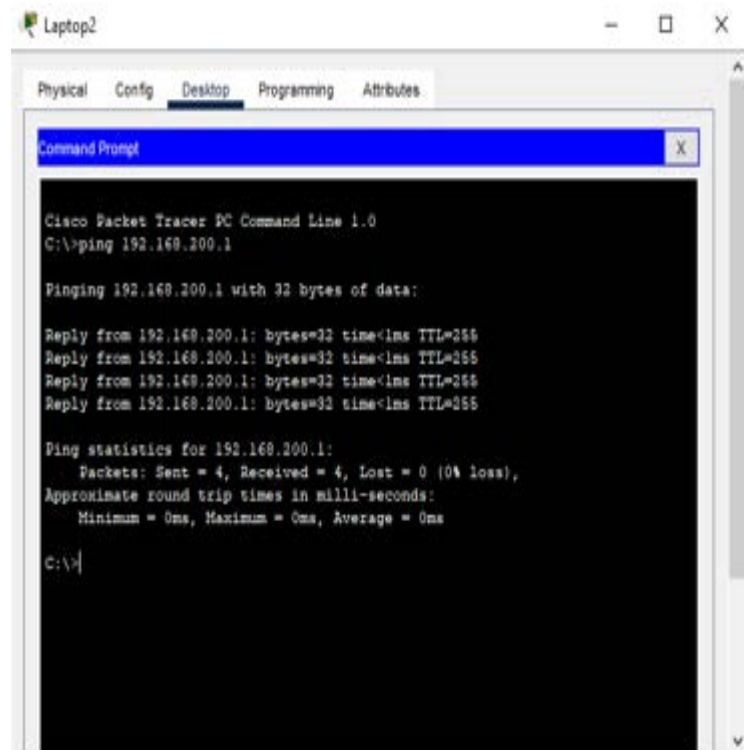 Laptop2
Physical Config Desktop Programming Attributes
Command Prompt X
Cisco Packet Tracer PC Command Line 1.0
C:\>ping 192.168.200.1
Pinging 192.168.200.1 with 32 bytes of data:
Reply from 192.168.200.1: bytes=32 time<1ms TTL=255
Reply from 192.168.200.1: bytes=32 time<1ms TTL=255
Reply from 192.168.200.1: bytes=32 time<1ms TTL=255
Reply from 192.168.200.1: bytes=32 time<1ms TTL=255
Ping statistics for 192.168.200.1:
Packets: Sent = 4, Received = 4, Lost = 0 (0% loss),
Approximate round trip times in milli-seconds:
Minimum = 0ms, Maximum = 0ms, Average = 0ms
C:\>